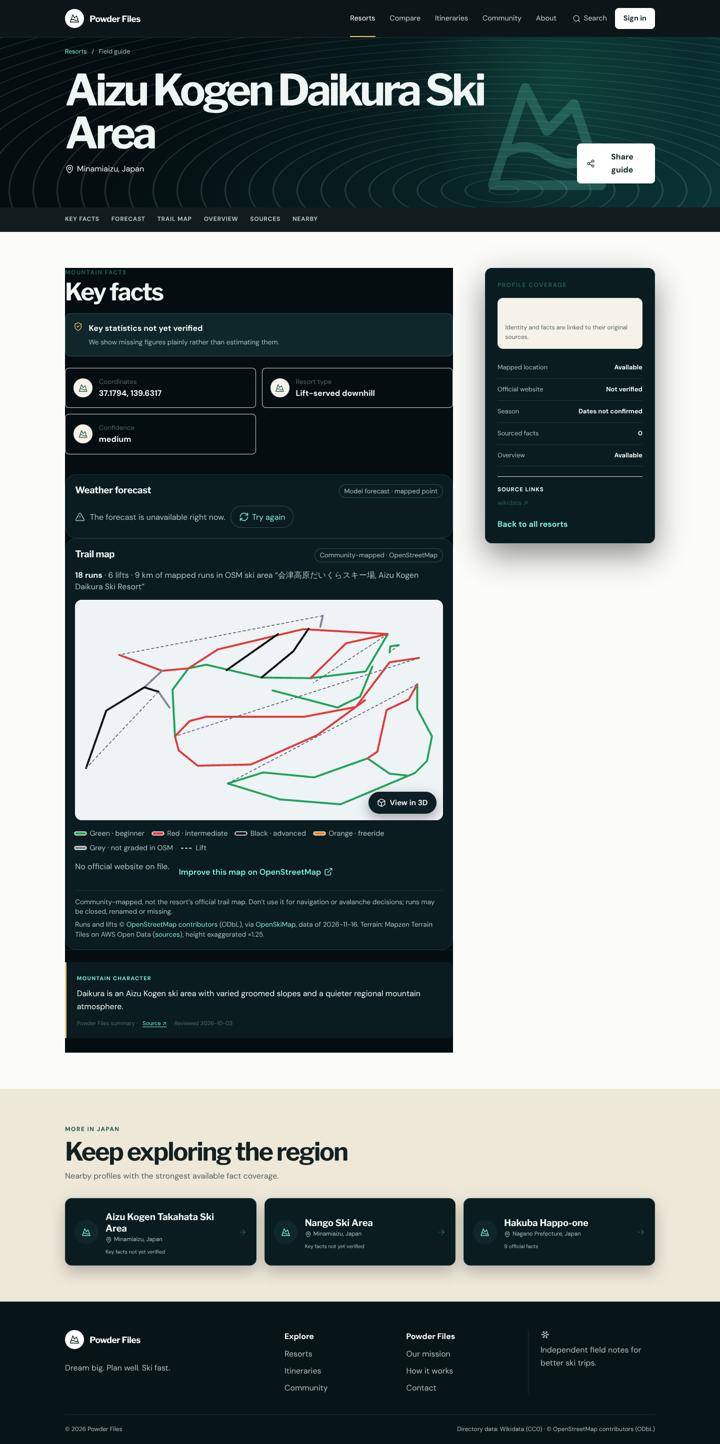 Powder Files
Resorts
Compare
Itineraries
Community
About
Search
Sign in
Resorts / Field guide
Aizu Kogen Daikura Ski
Area
Minamiaizu, Japan
Share
guide
KEY FACTS
FORECAST
TRAIL MAP
OVERVIEW
SOURCES
NEARBY
MOUNTAIN FACTS
Key facts
Key statistics not yet verified
We show missing figures plainly rather than estimating them.
Coordinates
37.1794, 139.6317
Resort type
Lift-served downhill
Confidence
medium
Weather forecast
Model forecast · mapped point
The forecast is unavailable right now.
Try again
Trail map
Community-mapped · OpenStreetMap
18 runs · 6 lifts · 9 km of mapped runs in OSM ski area “会津高原だいくらスキー場, Aizu Kogen
Daikura Ski Resort”
View in 3D
Green · beginner
Red · intermediate
Black · advanced
Orange · freeride
Grey · not graded in OSM
Lift
No official website on file.
Improve this map on OpenStreetMap
Community-mapped, not the resort's official trail map. Don't use it for navigation or avalanche decisions; runs may
be closed, renamed or missing.
Runs and lifts © OpenStreetMap contributors (ODbL), via OpenSkiMap, data of 2026-11-16. Terrain: Mapzen Terrain
Tiles on AWS Open Data (sources), height exaggerated ×1.25.
MOUNTAIN CHARACTER
Daikura is an Aizu Kogen ski area with varied groomed slopes and a quieter regional mountain
atmosphere.
Powder Files summary · Source ↗ · Reviewed 2026-10-03
PROFILE COVERAGE
Identity and facts are linked to their original
sources.
Mapped location
Available
Official website
Not verified
Season
Dates not confirmed
Sourced facts
0
Overview
Available
SOURCE LINKS
wikidata ↗
Back to all resorts
MORE IN JAPAN
Keep exploring the region
Nearby profiles with the strongest available fact coverage.
Aizu Kogen Takahata Ski
Area
Minamiaizu, Japan
Key facts not yet verified
Nango Ski Area
Minamiaizu, Japan
Key facts not yet verified
Hakuba Happo-one
Nagano Prefecture, Japan
9 official facts
Powder Files
Dream big. Plan well. Ski fast.
Explore
Resorts
Itineraries
Community
Powder Files
Our mission
How it works
Contact
Independent field notes for
better ski trips.
© 2026 Powder Files
Directory data: Wikidata (CC0) · © OpenStreetMap contributors (ODbL)